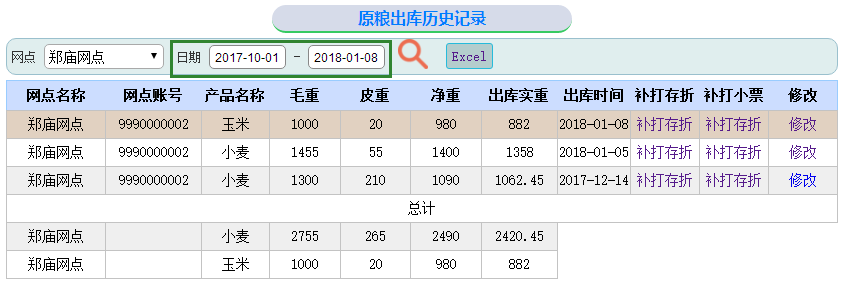 原粮出库历史记录
网点 郑庙网点 日期 2017-10-01 - 2018-01-08 Excel
网点名称 网点账号 产品名称 毛重 皮重 净重 出库实重 出库时间 补打存折 补打小票 修改
郑庙网点 9990000002 玉米 1000 20 980 882 2018-01-08 补打存折 补打存折 修改
郑庙网点 9990000002 小麦 1455 55 1400 1358 2018-01-05 补打存折 补打存折 修改
郑庙网点 9990000002 小麦 1300 210 1090 1062.45 2017-12-14 补打存折 补打存折 修改
总计
郑庙网点 小麦 2755 265 2490 2420.45
郑庙网点 玉米 1000 20 980 882